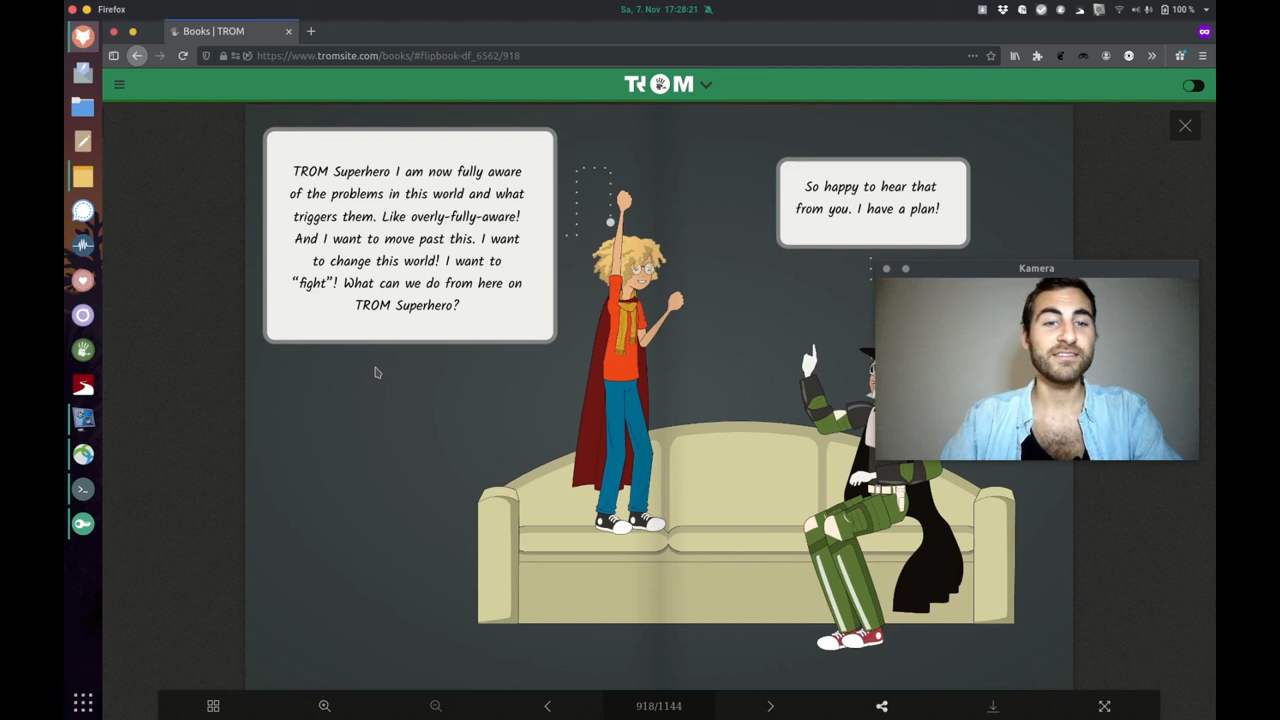 Firefox
Sa, 7. Nov 17:28:21
100 %
Books | TROM
https://www.tromsite.com/books/#flipbook-df_6562/918
TROM
TROM Superhero I am now fully aware
of the problems in this world and what
triggers them. Like overly-fully-aware!
And I want to move past this. I want
to change this world! I want to
“fight”! What can we do from here on
TROM Superhero?
So happy to hear that
from you. I have a plan!
Kamera
918/1144